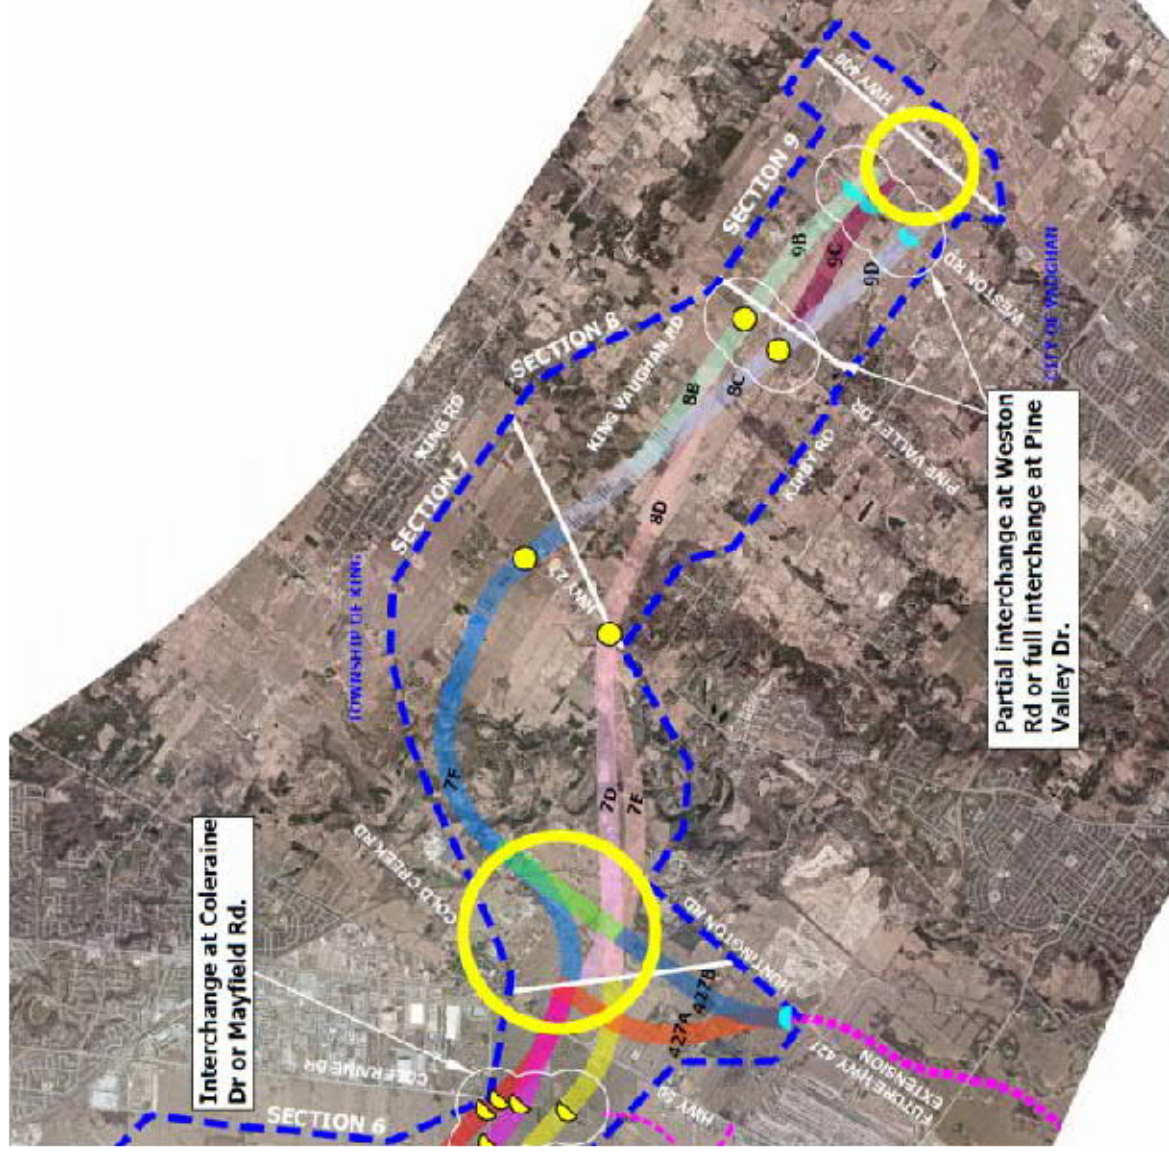 HWY 400
SECTION 9
9B
9C
9D
WESTON RD
CITY OF VAUGHAN
SECTION 8
KING VAUGHAN RD
8B
8C
PINE VALLEY DR
KIRBY RD
KING RD
SECTION 7
8D
Partial interchange at Weston
Rd or full interchange at Pine
Valley Dr.
HWY 27
TOWNSHIP OF KING
7F
7D
7E
Interchange at Coleraine
Dr or Mayfield Rd.
COLD CREEK RD
HUNTINGTON RD
427B
427A
COLERAINE DR
SECTION 6
HWY 50
FUTURE HWY 427
EXTENSION